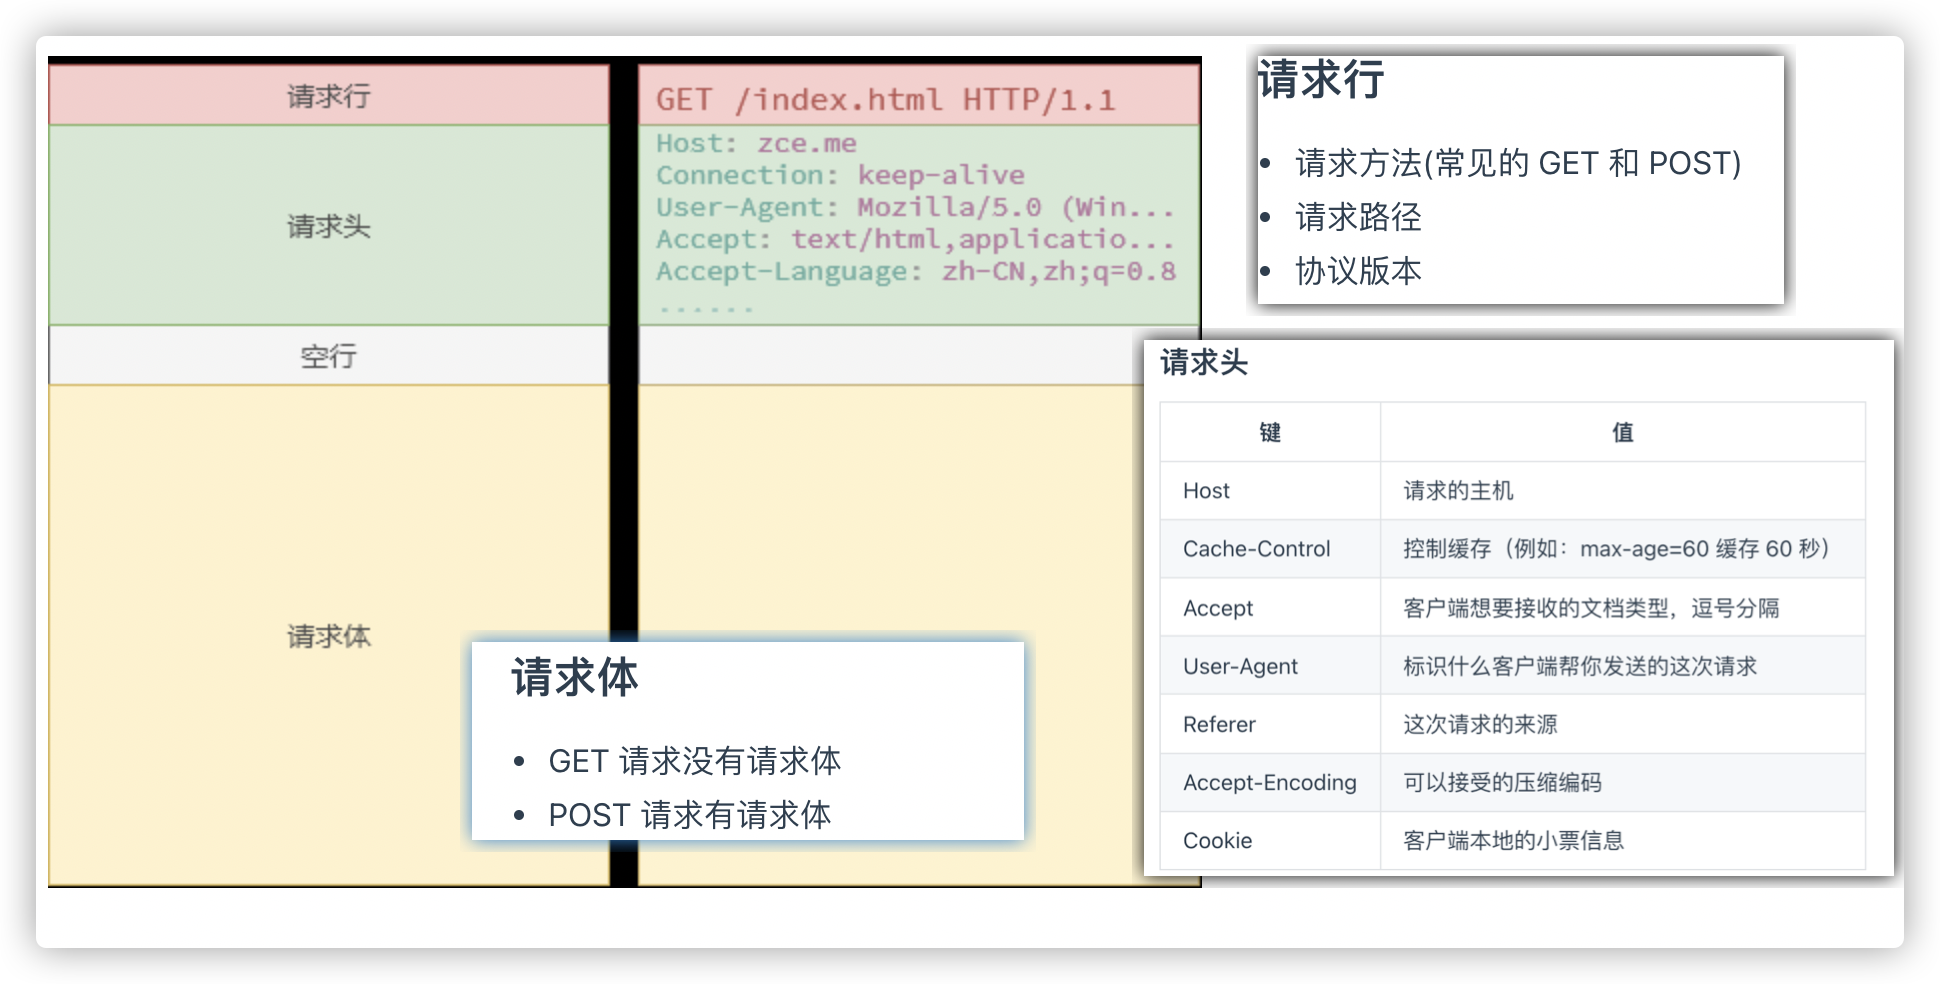 请求行
GET /index.html HTTP/1.1
请求头
Host: zce.me
Connection: keep-alive
User-Agent: Mozilla/5.0 (Win...
Accept: text/html,applicatio...
Accept-Language: zh-CN,zh;q=0.8
......
空行
请求体
请求体
• GET 请求没有请求体
• POST 请求有请求体
请求行
• 请求方法(常见的 GET 和 POST)
• 请求路径
• 协议版本
请求头
键 值
Host 请求的主机
Cache-Control 控制缓存（例如：max-age=60 缓存 60 秒）
Accept 客户端想要接收的文档类型，逗号分隔
User-Agent 标识什么客户端帮你发送的这次请求
Referer 这次请求的来源
Accept-Encoding 可以接受的压缩编码
Cookie 客户端本地的小票信息